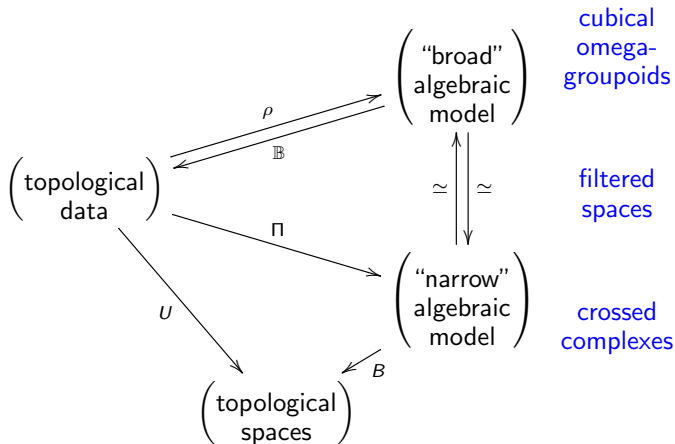 cubical
omega-
groupoids
“broad”
algebraic
model
ρ
𝔹
(topological
data)
≃ ≃
filtered
spaces
Π
“narrow”
algebraic
model
U
crossed
complexes
B
(topological
spaces)